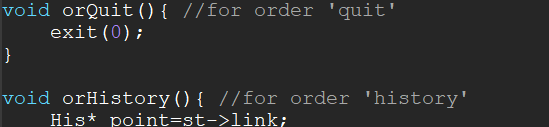 void orQuit(){ //for order 'quit'
    exit(0);
}

void orHistory(){ //for order 'history'
    His* point=st->link;